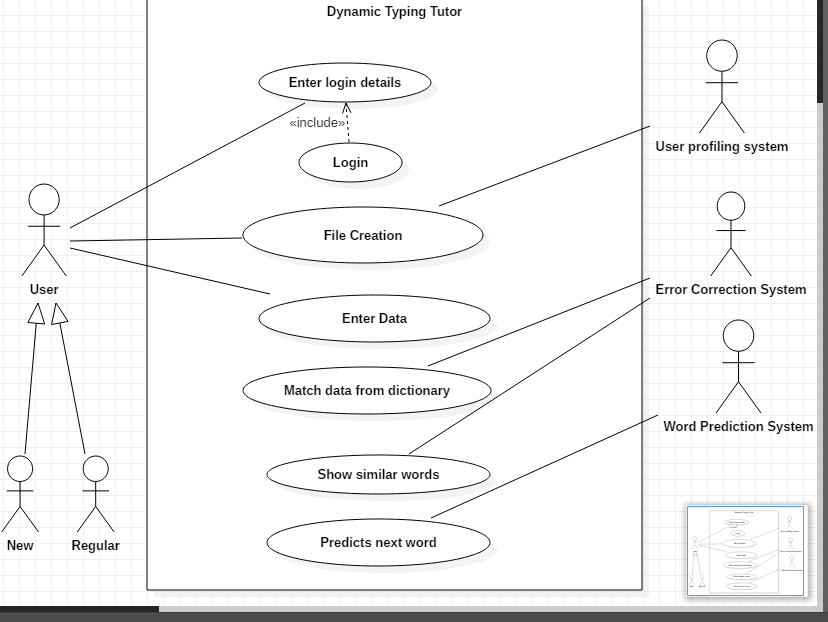 Dynamic Typing Tutor
Enter login details
«include»
Login
User profiling system
File Creation
User
Error Correction System
Enter Data
Match data from dictionary
Word Prediction System
Show similar words
Predicts next word
New
Regular